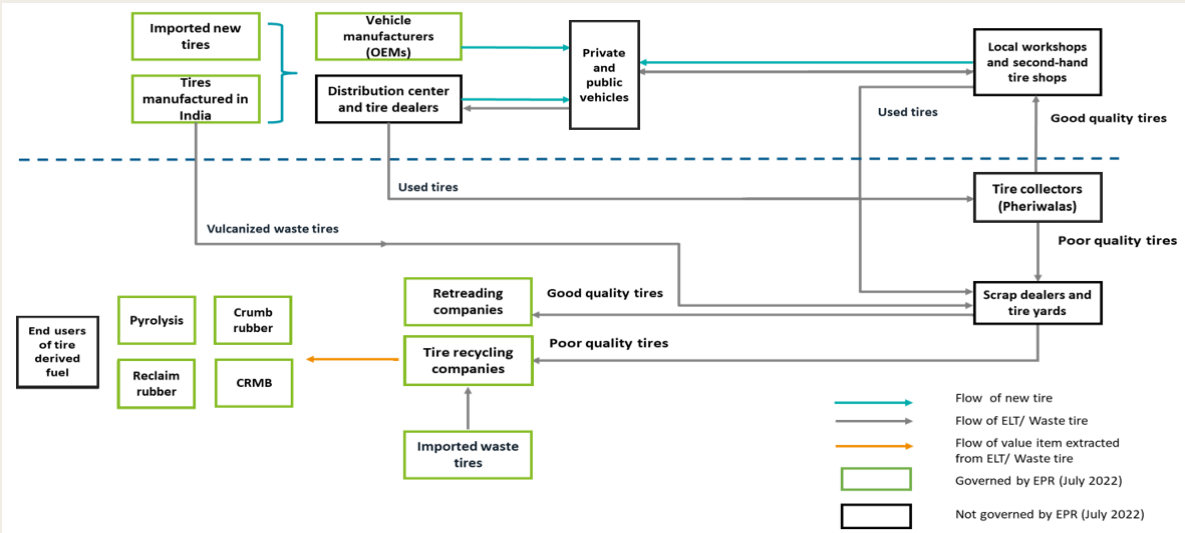 Imported new
tires
Tires
manufactured in
India
Vehicle
manufacturers
(OEMs)
Distribution center
and tire dealers
Private
and
public
vehicles
Local workshops
and second-hand
tire shops
Used tires
Good quality tires
Used tires
Tire collectors
(Pheriwalas)
Vulcanized waste tires
Poor quality tires
Retreading
companies
Good quality tires
Scrap dealers and
tire yards
End users
of tire
derived
fuel
Pyrolysis
Crumb
rubber
Reclaim
rubber
CRMB
Tire recycling
companies
Poor quality tires
Imported waste
tires
Flow of new tire
Flow of ELT/ Waste tire
Flow of value item extracted
from ELT/ Waste tire
Governed by EPR (July 2022)
Not governed by EPR (July 2022)